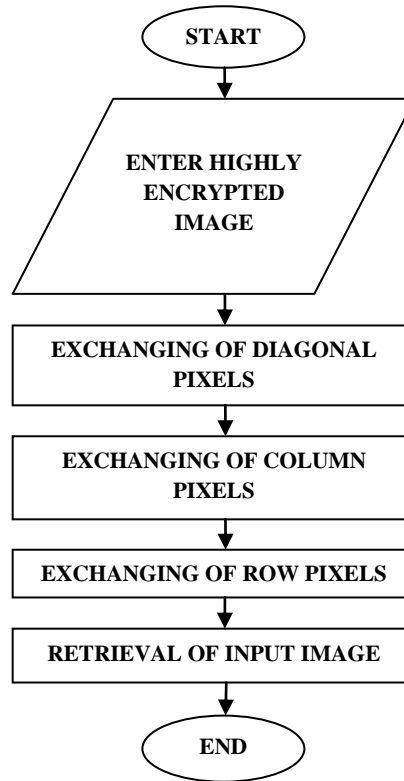 START
ENTER HIGHLY
ENCRYPTED
IMAGE
EXCHANGING OF DIAGONAL
PIXELS
EXCHANGING OF COLUMN
PIXELS
EXCHANGING OF ROW PIXELS
RETRIEVAL OF INPUT IMAGE
END